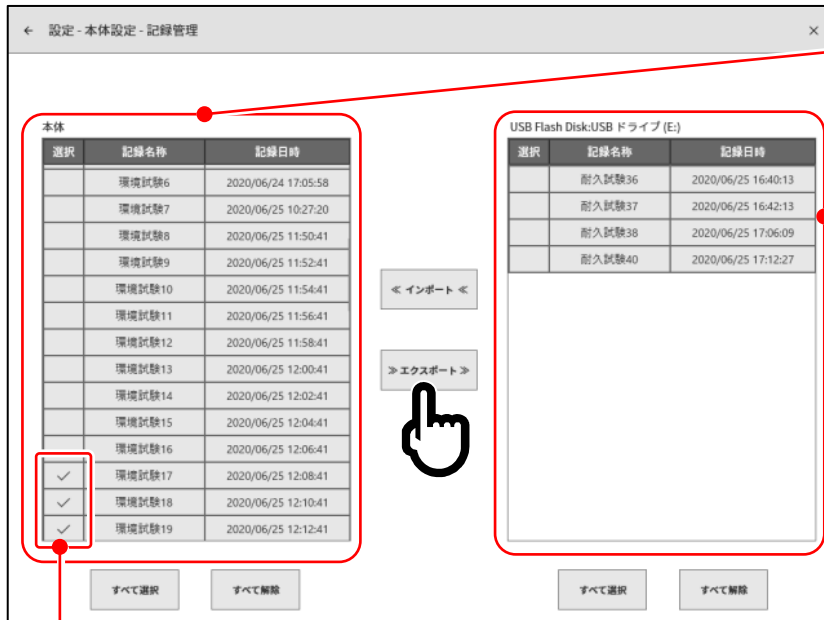 ← 設定 - 本体設定 - 記録管理 ×
本体
選択 記録名称 記録日時
環境試験6 2020/06/24 17:05:58
環境試験7 2020/06/25 10:27:20
環境試験8 2020/06/25 11:50:41
環境試験9 2020/06/25 11:52:41
環境試験10 2020/06/25 11:54:41
環境試験11 2020/06/25 11:56:41
環境試験12 2020/06/25 11:58:41
環境試験13 2020/06/25 12:00:41
環境試験14 2020/06/25 12:02:41
環境試験15 2020/06/25 12:04:41
環境試験16 2020/06/25 12:06:41
✓ 環境試験17 2020/06/25 12:08:41
✓ 環境試験18 2020/06/25 12:10:41
✓ 環境試験19 2020/06/25 12:12:41
すべて選択 すべて解除
≪ インポート ≪
≫ エクスポート ≫
USB Flash Disk:USB ドライブ (E:)
選択 記録名称 記録日時
耐久試験36 2020/06/25 16:40:13
耐久試験37 2020/06/25 16:42:13
耐久試験38 2020/06/25 17:06:09
耐久試験40 2020/06/25 17:12:27
すべて選択 すべて解除